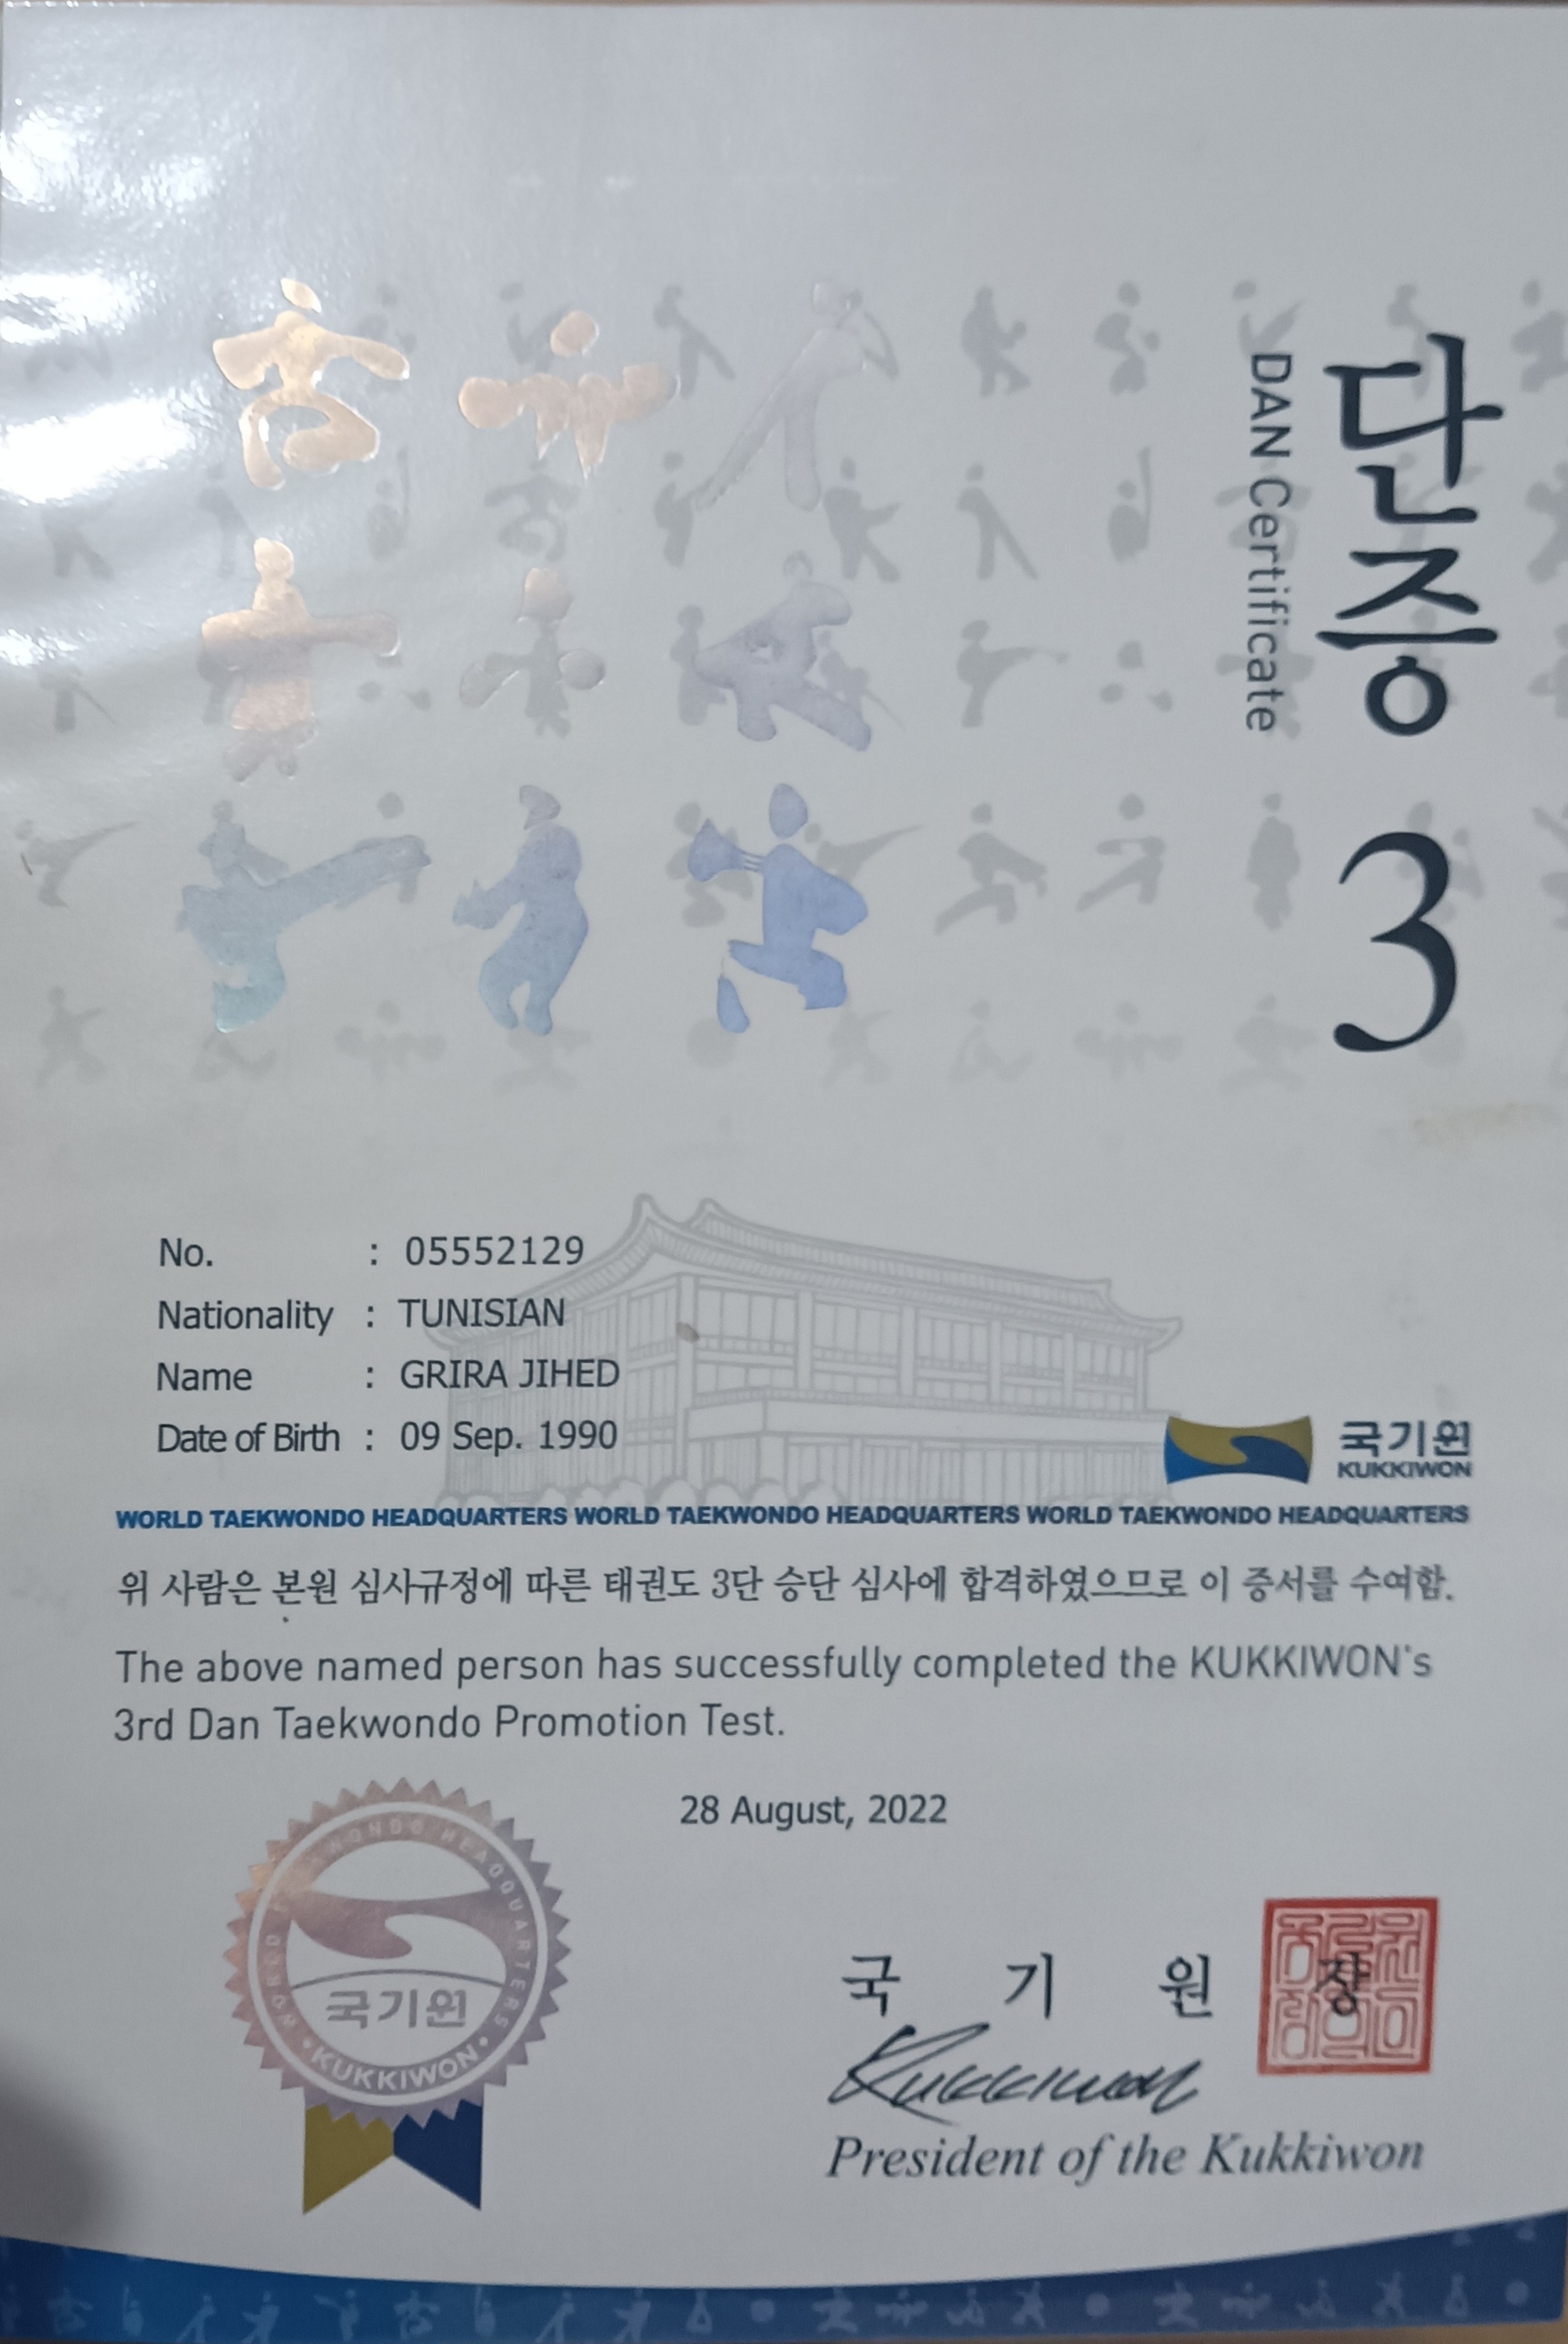 단증 3
DAN Certificate
No. : 05552129
Nationality : TUNISIAN
Name : GRIRA JIHED
Date of Birth : 09 Sep. 1990
국기원
KUKKIWON
WORLD TAEKWONDO HEADQUARTERS WORLD TAEKWONDO HEADQUARTERS WORLD TAEKWONDO HEADQUARTERS
위 사람은 본원 심사규정에 따른 태권도 3단 승단 심사에 합격하였으므로 이 증서를 수여함.
The above named person has successfully completed the KUKKIWON's
3rd Dan Taekwondo Promotion Test.
28 August, 2022
WORLD TAEKWONDO HEADQUARTERS
국기원
KUKKIWON
국 기 원 장
Kukkiwon
President of the Kukkiwon